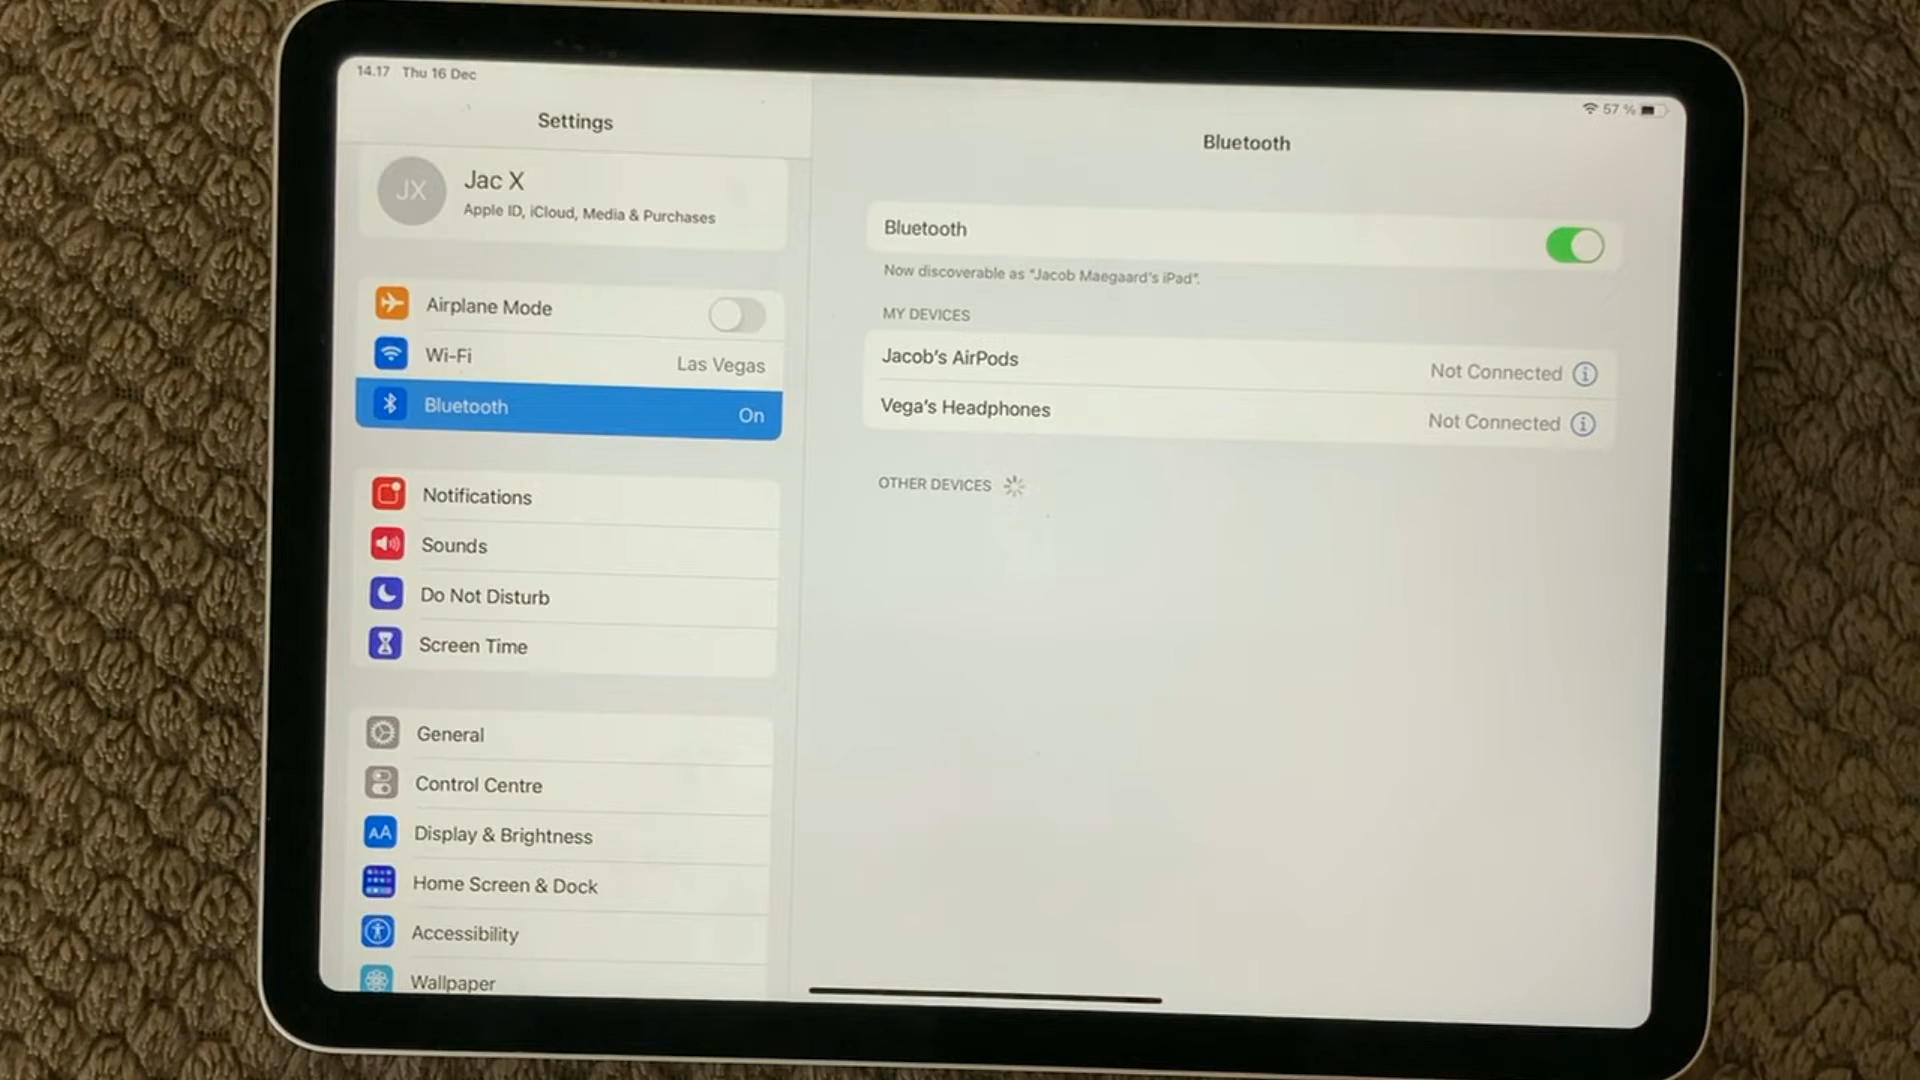 14.17 Thu 16 Dec
57 %
Settings
JX
Jac X
Apple ID, iCloud, Media & Purchases
Airplane Mode
Wi-Fi
Las Vegas
Bluetooth
On
Notifications
Sounds
Do Not Disturb
Screen Time
General
Control Centre
AA
Display & Brightness
Home Screen & Dock
Accessibility
Wallpaper
Bluetooth
Bluetooth
Now discoverable as "Jacob Maegaard's iPad".
MY DEVICES
Jacob's AirPods
Not Connected
Vega's Headphones
Not Connected
OTHER DEVICES